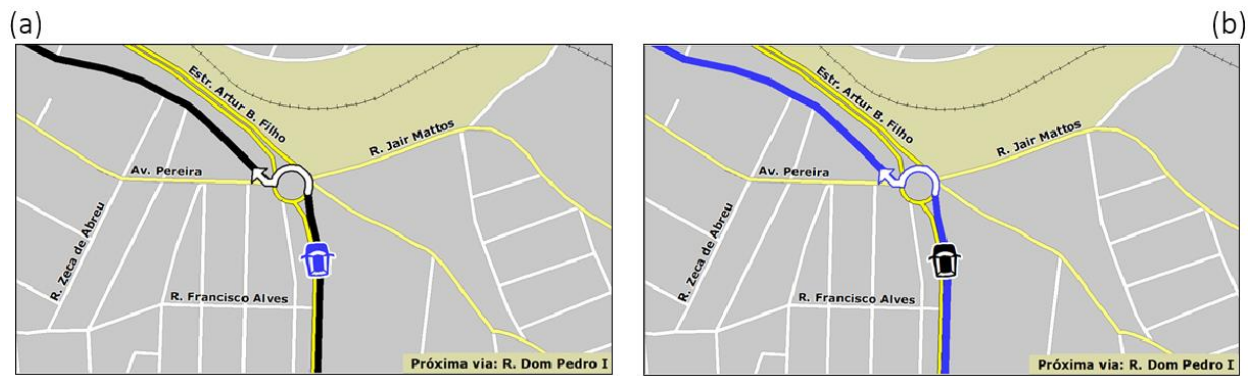 (a)
Estr. Artur B. Filho
R. Jair Mattos
Av. Pereira
R. Zeca de Abreu
R. Francisco Alves
Próxima via: R. Dom Pedro I
(b)
Estr. Artur B. Filho
R. Jair Mattos
Av. Pereira
R. Zeca de Abreu
R. Francisco Alves
Próxima via: R. Dom Pedro I